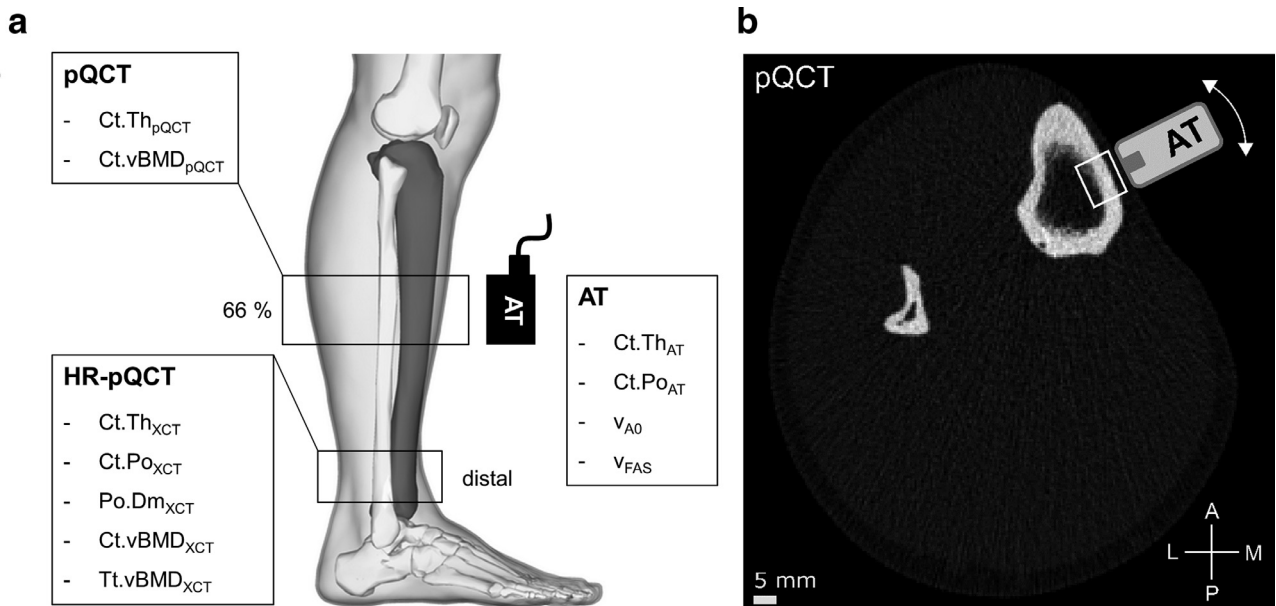 a
pQCT
- Ct.ThpQCT
- Ct.vBMDpQCT
66 %
AT
HR-pQCT
- Ct.ThXCT
- Ct.PoXCT
- Po.DmXCT
- Ct.vBMDXCT
- Tt.vBMDXCT
distal
AT
- Ct.ThAT
- Ct.PoAT
- vA0
- vFAS
b
pQCT
AT
A
L M
P
5 mm